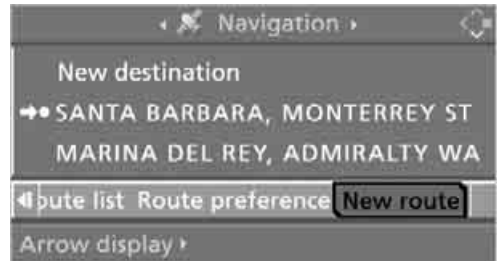 Navigation
New destination
SANTA BARBARA, MONTERREY ST
MARINA DEL REY, ADMIRALTY WA
oute list Route preference New route
Arrow display